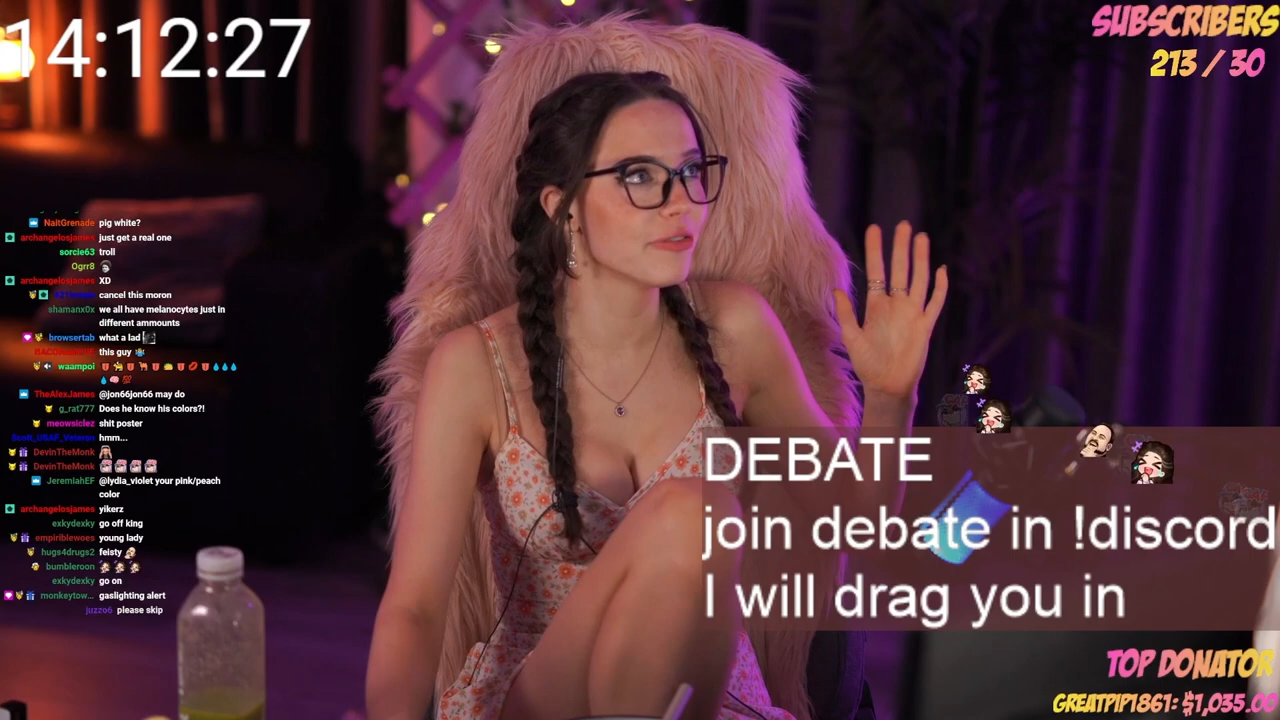 14:12:27
SUBSCRIBERS
213 / 30
NaitGrenade pig white?
archangelosjames just get a real one
sorcie63 troll
Ogrr8
archangelosjames XD
cancel this moron
shamanx0x we all have melanocytes just in
different ammounts
browsertab what a lad
this guy
waampoi
TheAlexJames @jon66jon66 may do
g_rat777 Does he know his colors?!
meowsiclez shit poster
Scott_USAF_Veteran hmm...
DevinTheMonk
DevinTheMonk
JeremiahEF @lydia_violet your pink/peach
color
archangelosjames yikerz
exkydexky go off king
empiriblewoes young lady
hugs4drugs2 feisty
bumbleroon
exkydexky go on
monkeytow... gaslighting alert
juzzo6 please skip
DEBATE
join debate in !discord
I will drag you in
TOP DONATOR
GREATPIP1861: $1,035.00